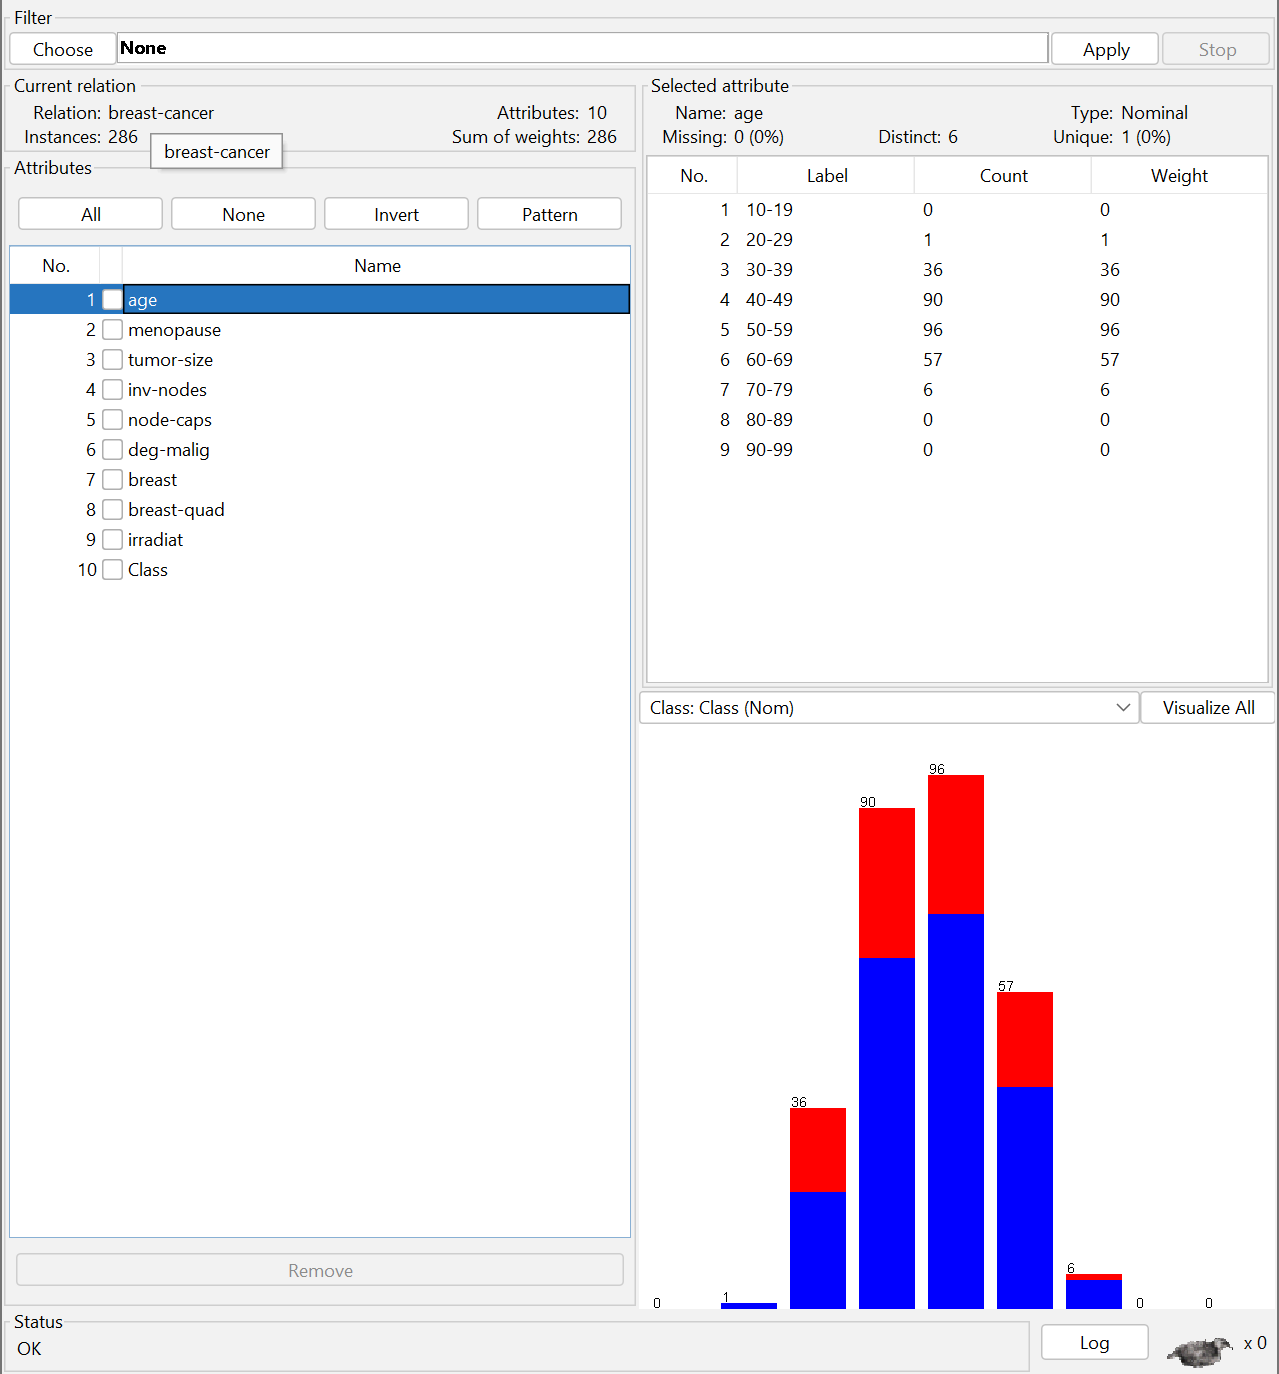 Filter
Choose None Apply Stop
Current relation
Relation: breast-cancer Attributes: 10
Instances: 286 Sum of weights: 286
breast-cancer
Attributes
All None Invert Pattern
No. Name
1 age
2 menopause
3 tumor-size
4 inv-nodes
5 node-caps
6 deg-malig
7 breast
8 breast-quad
9 irradiat
10 Class
Remove
Selected attribute
Name: age Type: Nominal
Missing: 0 (0%) Distinct: 6 Unique: 1 (0%)
No. Label Count Weight
1 10-19 0 0
2 20-29 1 1
3 30-39 36 36
4 40-49 90 90
5 50-59 96 96
6 60-69 57 57
7 70-79 6 6
8 80-89 0 0
9 90-99 0 0
Class: Class (Nom) Visualize All
0 1 36 90 96 57 6 0 0
Status
OK
Log x 0